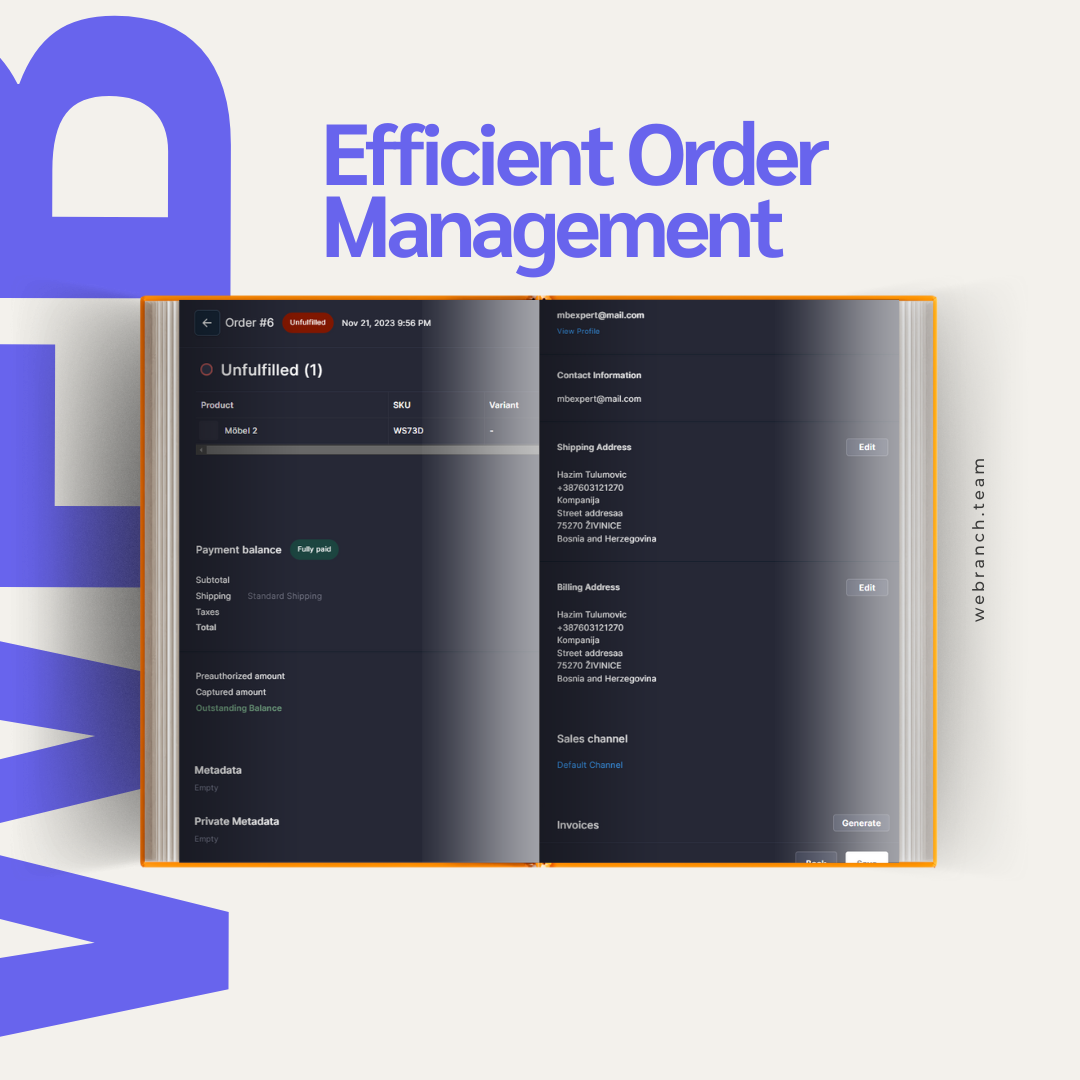 WEB
Efficient Order
Management
Order #6 Unfulfilled Nov 21, 2023 9:56 PM
Unfulfilled (1)
Product SKU Variant
Möbel 2 WS73D -
Payment balance Fully paid
Subtotal
Shipping Standard Shipping
Taxes
Total
Preauthorized amount
Captured amount
Outstanding Balance
Metadata
Empty
Private Metadata
Empty
mbexpert@mail.com
View Profile
Contact Information
mbexpert@mail.com
Shipping Address Edit
Hazim Tulumovic
+387603121270
Kompanija
Street addresaa
75270 ŽIVINICE
Bosnia and Herzegovina
Billing Address Edit
Hazim Tulumovic
+387603121270
Kompanija
Street addresaa
75270 ŽIVINICE
Bosnia and Herzegovina
Sales channel
Default Channel
Invoices Generate
Back Save
webranch.team